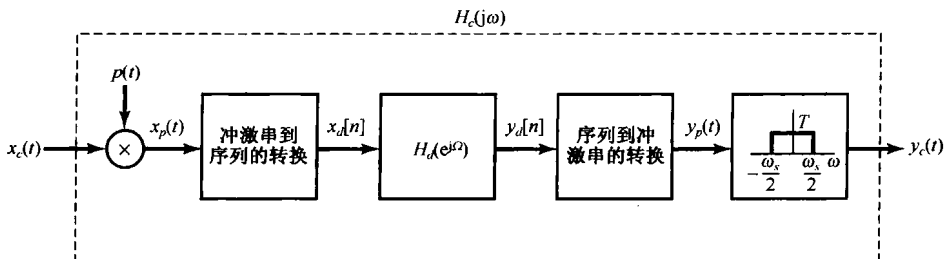 H_c(jω)
p(t)
x_c(t)
×
x_p(t)
冲激串到
序列的转换
x_d[n]
H_d(e^{jΩ})
y_d[n]
序列到冲
激串的转换
y_p(t)
T
-ω_s/2
ω_s/2
ω
y_c(t)